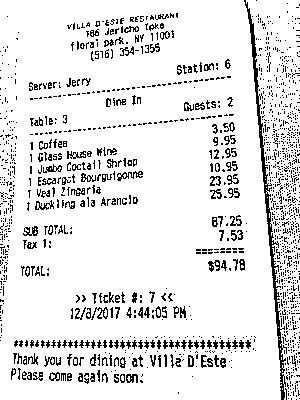 VILLA D'ESTE RESTAURANT
786 Jericho Tpke
floral park, NY 11001
(516) 354-1355
Server: Jerry
Station: 6
Dine In
Table: 3
Guests: 2
1 Coffee 3.50
1 Glass House Wine 9.95
1 Jumbo Coctail Shrimp 12.95
1 Escargot Bourguigonne 10.95
1 Veal Zingaria 23.95
1 Duckling ala Arancio 25.95
SUB TOTAL: 87.25
Tax 1: 7.53
========
TOTAL: $94.78
>> Ticket #: 7 <<
12/8/2017 4:44:05 PM
****************************************
Thank you for dining at Villa D'Este
Please come again soon.